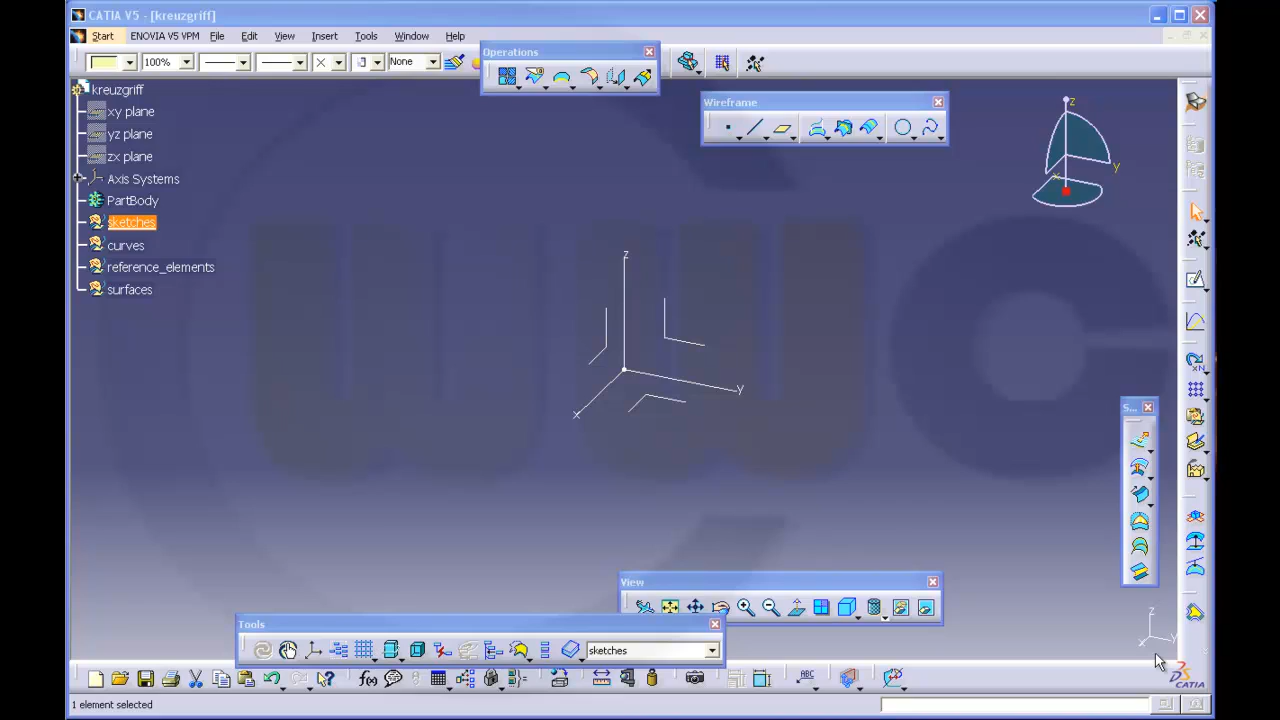 CATIA V5 - [kreuzgriff]
Start
ENOVIA V5 VPM
File
Edit
View
Insert
Tools
Window
Help
100%
None
Operations
Wireframe
kreuzgriff
xy plane
yz plane
zx plane
Axis Systems
PartBody
sketches
curves
reference_elements
surfaces
z
y
x
z
y
x
S...
View
Tools
sketches
f(x)
ABC
z
x
y
CATIA
1 element selected